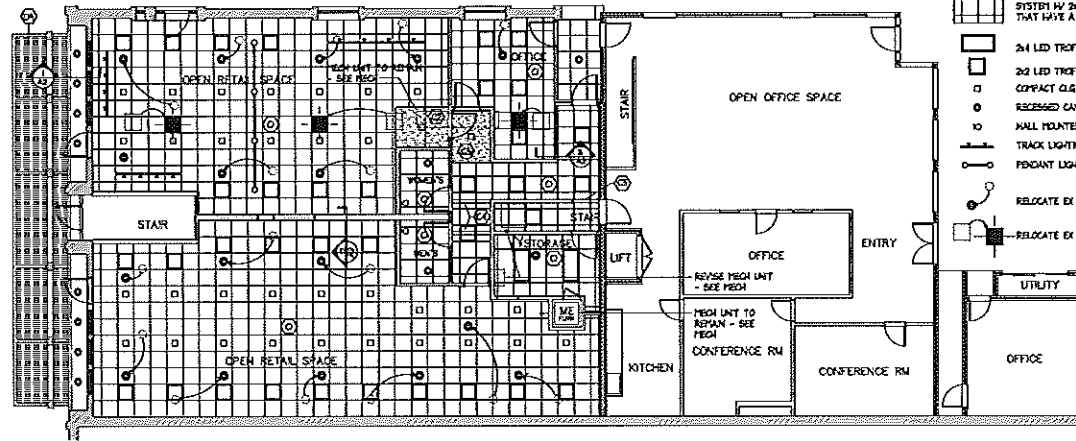 SYSTEM W/ 2x
THAT HAVE A
2x4 LED TROF
2x2 LED TROF
COMPACT CLG
RECESSED CAN
WALL MOUNTED
TRACK LIGHTI
PENDANT LIGH
RELOCATE EX
RELOCATE EX
OPEN RETAIL SPACE
MECH UNIT TO REMAIN
- SEE MECH
OFFICE
STAIR
OPEN OFFICE SPACE
WOMEN'S
MEN'S
STAIR
STAIR
STORAGE
LIFT
OFFICE
ENTRY
REVISE MECH UNIT
- SEE MECH
MECH UNIT TO
REMAIN - SEE
MECH
UTILITY
OPEN RETAIL SPACE
KITCHEN
CONFERENCE RM
CONFERENCE RM
OFFICE